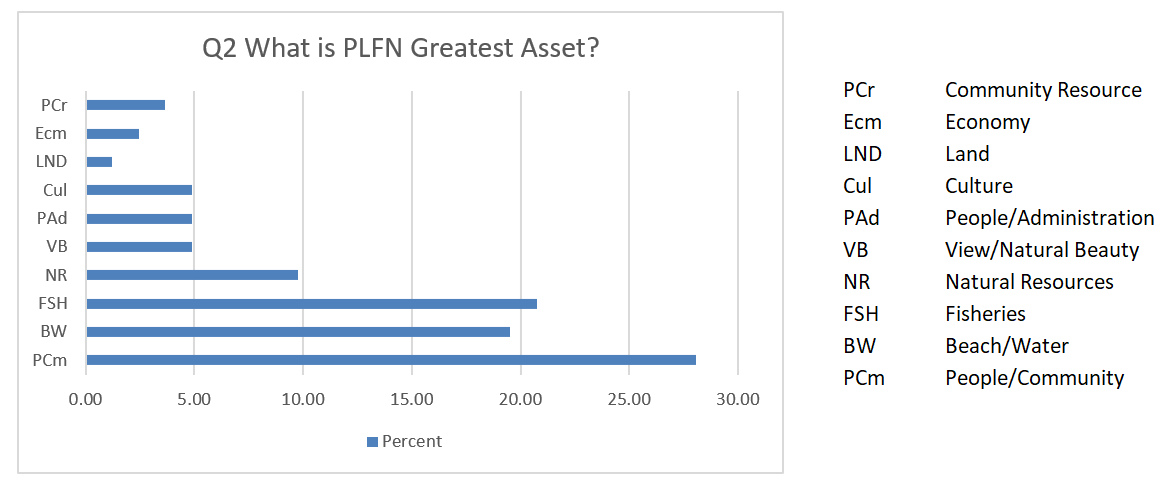 Q2 What is PLFN Greatest Asset?
PCr
Ecm
LND
Cul
PAd
VB
NR
FSH
BW
PCm
0.00 5.00 10.00 15.00 20.00 25.00 30.00
Percent
PCr Community Resource
Ecm Economy
LND Land
Cul Culture
PAd People/Administration
VB View/Natural Beauty
NR Natural Resources
FSH Fisheries
BW Beach/Water
PCm People/Community